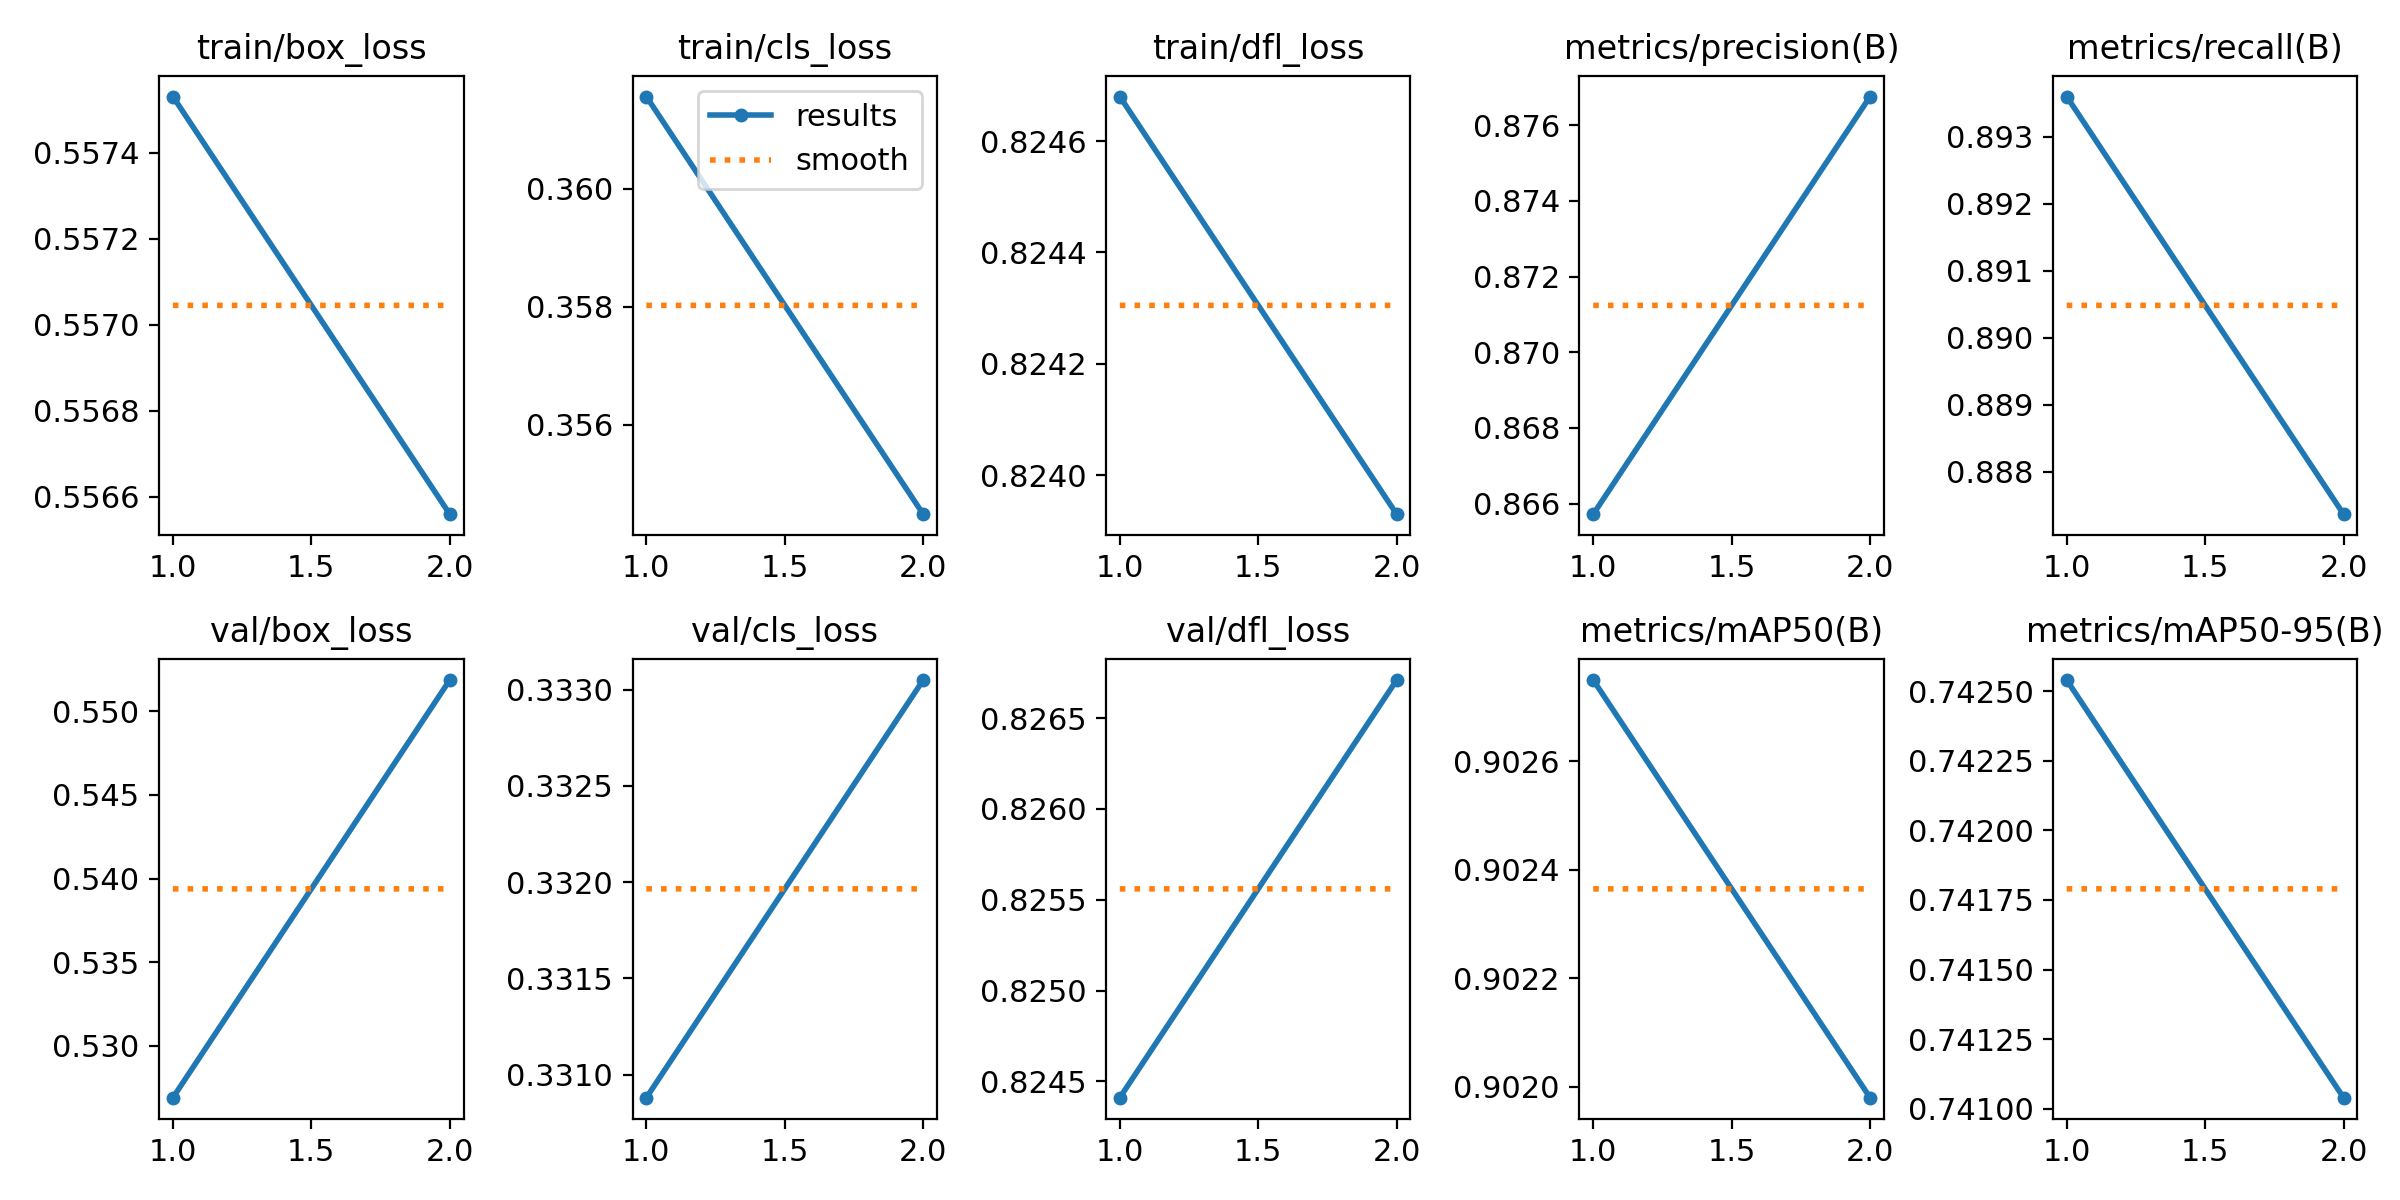 train/box_loss
train/cls_loss
train/dfl_loss
metrics/precision(B)
metrics/recall(B)
0.5574
0.5572
0.5570
0.5568
0.5566
1.0 1.5 2.0
results
smooth
0.360
0.358
0.356
1.0 1.5 2.0
0.8246
0.8244
0.8242
0.8240
1.0 1.5 2.0
0.876
0.874
0.872
0.870
0.868
0.866
1.0 1.5 2.0
0.893
0.892
0.891
0.890
0.889
0.888
1.0 1.5 2.0
val/box_loss
val/cls_loss
val/dfl_loss
metrics/mAP50(B)
metrics/mAP50-95(B)
0.550
0.545
0.540
0.535
0.530
1.0 1.5 2.0
0.3330
0.3325
0.3320
0.3315
0.3310
1.0 1.5 2.0
0.8265
0.8260
0.8255
0.8250
0.8245
1.0 1.5 2.0
0.9026
0.9024
0.9022
0.9020
1.0 1.5 2.0
0.74250
0.74225
0.74200
0.74175
0.74150
0.74125
0.74100
1.0 1.5 2.0